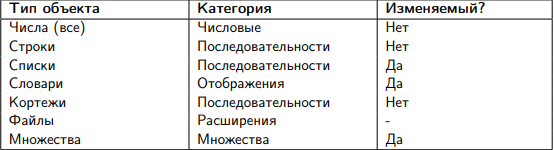 Тип объекта Категория Изменяемый?
Числа (все) Числовые Нет
Строки Последовательности Нет
Списки Последовательности Да
Словари Отображения Да
Кортежи Последовательности Нет
Файлы Расширения -
Множества Множества Да